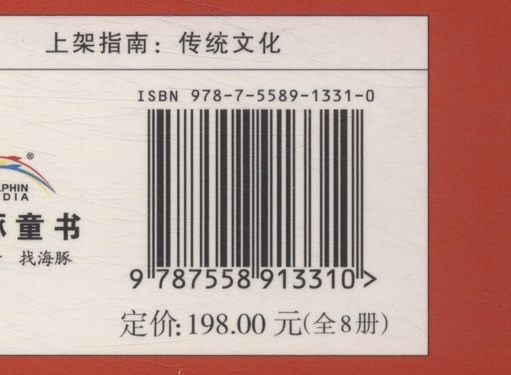 上架指南：传统文化
ISBN 978-7-5589-1331-0
®
PHIN
DIA
童书
找海豚
9 787558 913310 >
定价:198.00 元(全8册)